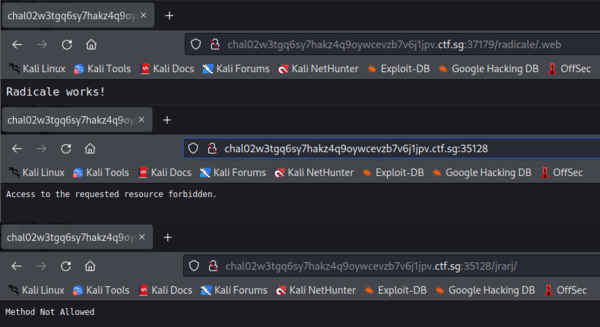 chal02w3tgq6sy7hakz4q9oy
chal02w3tgq6sy7hakz4q9oywcevzb7v6j1jpv.ctf.sg:37179/radicale/.web
Kali Linux Kali Tools Kali Docs Kali Forums Kali NetHunter Exploit-DB Google Hacking DB OffSec
Radicale works!
chal02w3tgq6sy7hakz4q9oy
chal02w3tgq6sy7hakz4q9oywcevzb7v6j1jpv.ctf.sg:35128
Kali Linux Kali Tools Kali Docs Kali Forums Kali NetHunter Exploit-DB Google Hacking DB OffSec
Access to the requested resource forbidden.
chal02w3tgq6sy7hakz4q9oy
chal02w3tgq6sy7hakz4q9oywcevzb7v6j1jpv.ctf.sg:35128/jrarj/
Kali Linux Kali Tools Kali Docs Kali Forums Kali NetHunter Exploit-DB Google Hacking DB OffSec
Method Not Allowed